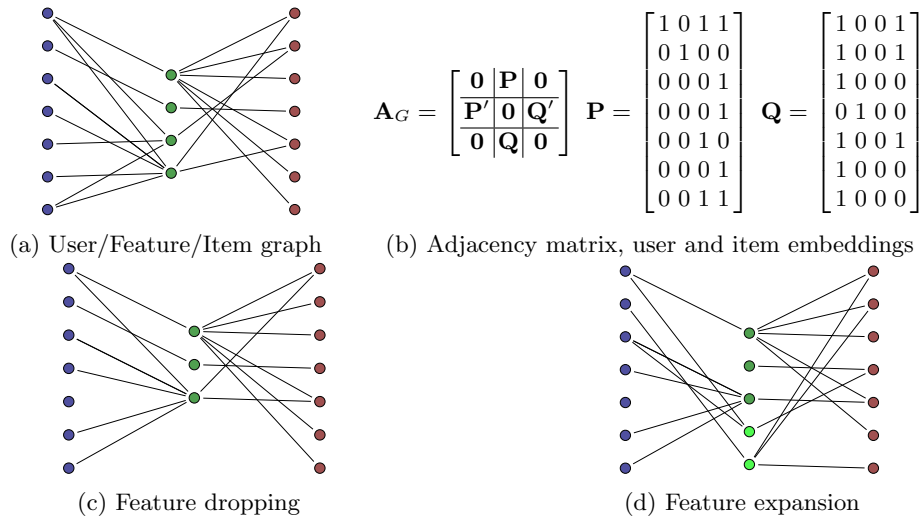 A_G = [ 0 | P | 0 ; P′ | 0 | Q′ ; 0 | Q | 0 ]  P = [ 1 0 1 1 ; 0 1 0 0 ; 0 0 0 1 ; 0 0 0 1 ; 0 0 1 0 ; 0 0 0 1 ; 0 0 1 1 ]  Q = [ 1 0 0 1 ; 1 0 0 1 ; 1 0 0 0 ; 0 1 0 0 ; 1 0 0 1 ; 1 0 0 0 ; 1 0 0 0 ]
(a) User/Feature/Item graph
(b) Adjacency matrix, user and item embeddings
(c) Feature dropping
(d) Feature expansion